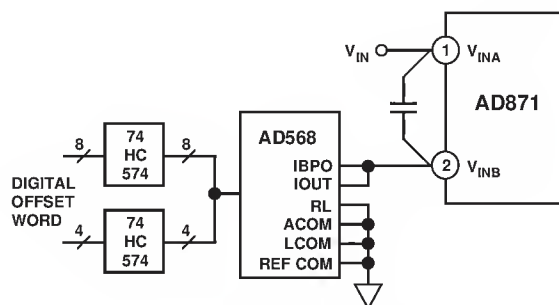 V_IN
1
V_INA
AD871
2
V_INB
AD568
IBPO
IOUT
RL
ACOM
LCOM
REF COM
8
74
HC
574
8
DIGITAL
OFFSET
WORD
4
74
HC
574
4